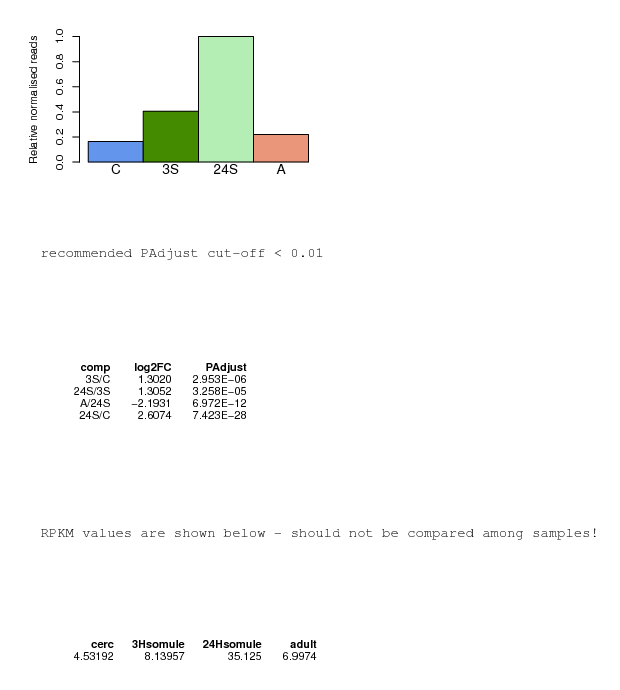 Relative normalised reads
1.0
0.8
0.6
0.4
0.2
0.0
C 3S 24S A
recommended PAdjust cut-off < 0.01
comp log2FC PAdjust
3S/C 1.3020 2.953E-06
24S/3S 1.3052 3.258E-05
A/24S -2.1931 6.972E-12
24S/C 2.6074 7.423E-28
RPKM values are shown below - should not be compared among samples!
cerc 3Hsomule 24Hsomule adult
4.53192 8.13957 35.125 6.9974